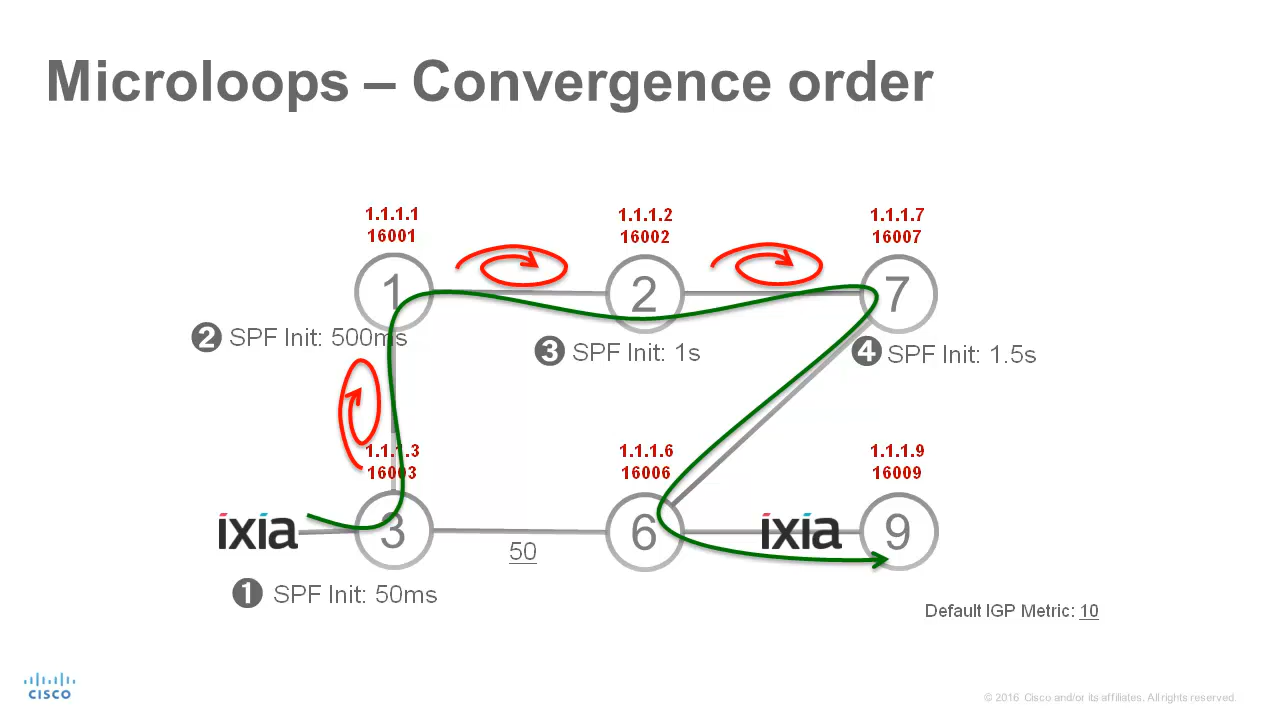 Microloops – Convergence order
1.1.1.1
16001
1.1.1.2
16002
1.1.1.7
16007
1
2
7
❷ SPF Init: 500ms
❸ SPF Init: 1s
❹ SPF Init: 1.5s
1.1.1.3
16003
1.1.1.6
16006
1.1.1.9
16009
ixia
3
6
ixia
9
50
❶ SPF Init: 50ms
Default IGP Metric: 10
CISCO
© 2016 Cisco and/or its affiliates. All rights reserved.